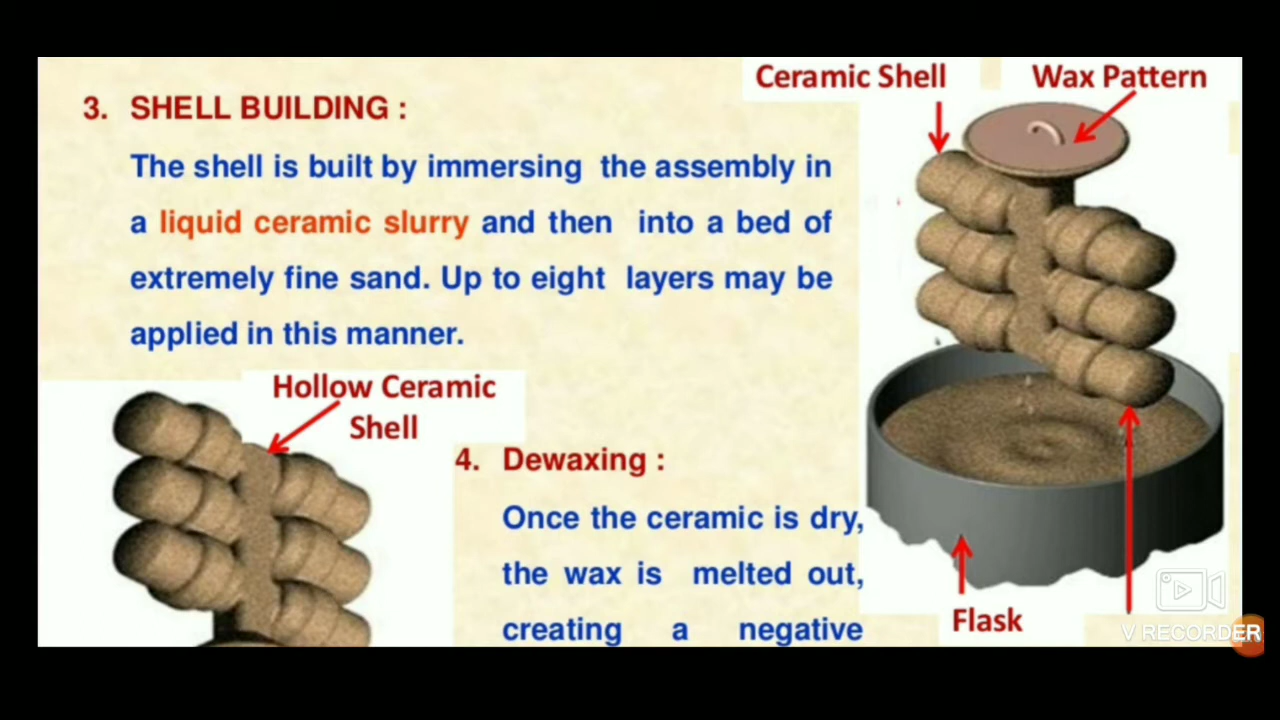 Ceramic Shell
Wax Pattern
3. SHELL BUILDING :
The shell is built by immersing the assembly in
a liquid ceramic slurry and then into a bed of
extremely fine sand. Up to eight layers may be
applied in this manner.
Hollow Ceramic
Shell
4. Dewaxing :
Once the ceramic is dry,
the wax is melted out,
creating a negative
Flask
V RECORDER